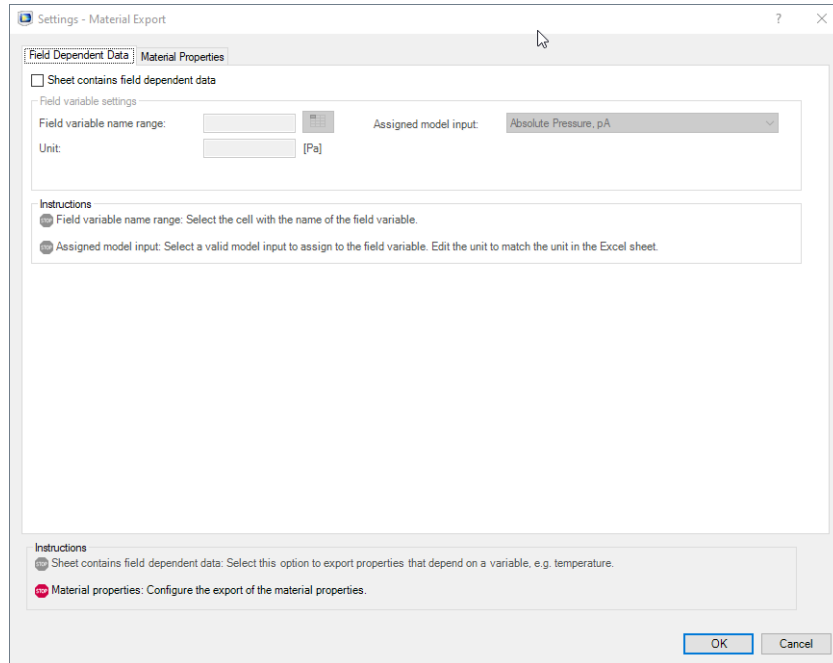 Settings - Material Export
?
Field Dependent Data Material Properties
Sheet contains field dependent data
Field variable settings
Field variable name range: Assigned model input: Absolute Pressure, pA
Unit: [Pa]
Instructions
STOP Field variable name range: Select the cell with the name of the field variable.
STOP Assigned model input: Select a valid model input to assign to the field variable. Edit the unit to match the unit in the Excel sheet.
Instructions
STOP Sheet contains field dependent data: Select this option to export properties that depend on a variable, e.g. temperature.
STOP Material properties: Configure the export of the material properties.
OK Cancel